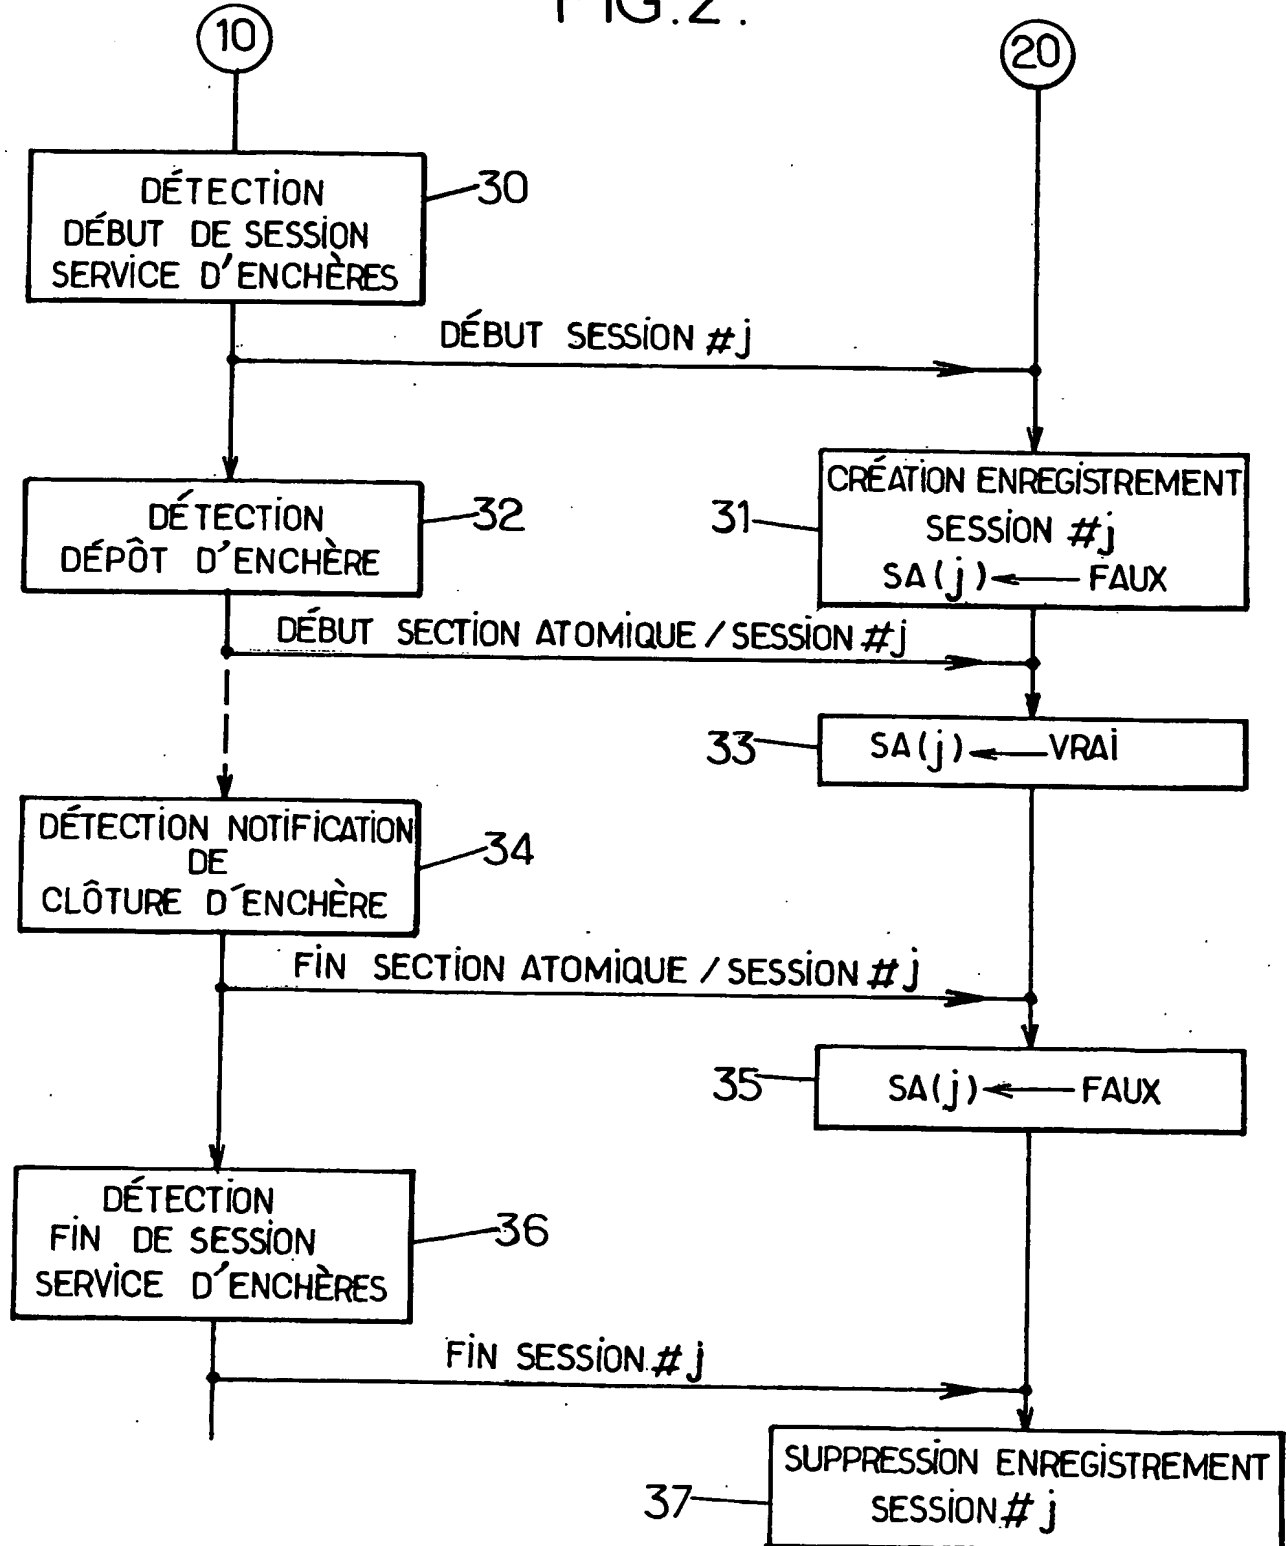 FIG.2.
10
20
DÉTECTION
DÉBUT DE SESSION
SERVICE D'ENCHÈRES
30
DÉBUT SESSION #j
DÉTECTION
DÉPÔT D'ENCHÈRE
32
31
CRÉATION ENREGISTREMENT
SESSION #j
SA(j) ← FAUX
DÉBUT SECTION ATOMIQUE / SESSION #j
33
SA(j) ← VRAI
DÉTECTION NOTIFICATION
DE
CLÔTURE D'ENCHÈRE
34
FIN SECTION ATOMIQUE / SESSION #j
35
SA(j) ← FAUX
DÉTECTION
FIN DE SESSION
SERVICE D'ENCHÈRES
36
FIN SESSION #j
37
SUPPRESSION ENREGISTREMENT
SESSION #j